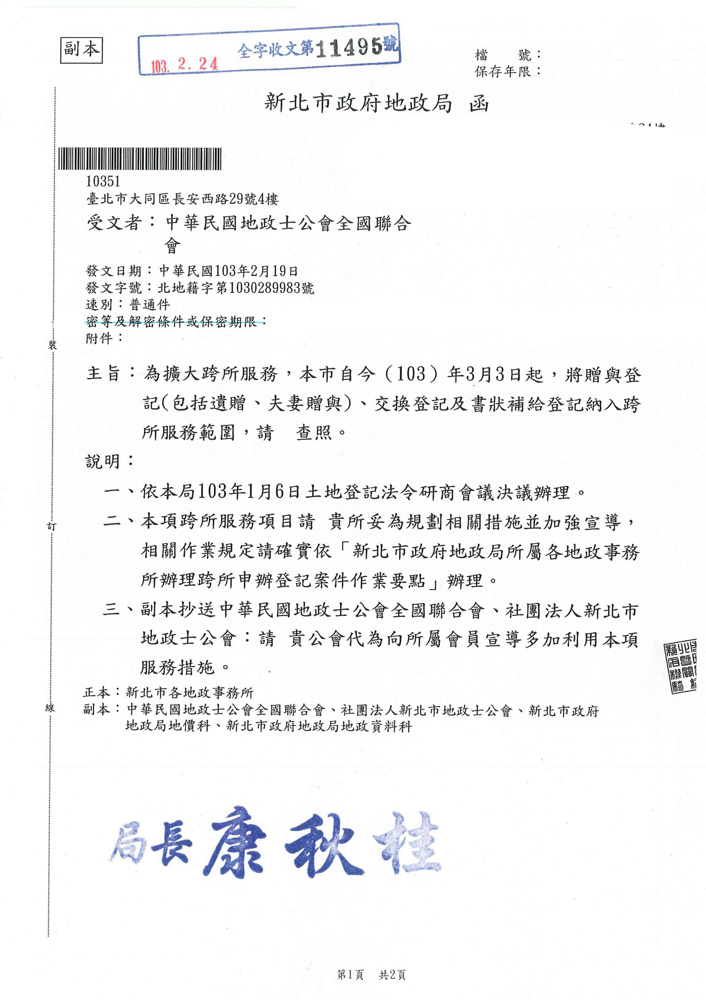 副本
全字收文第11495號
103. 2. 24
檔　　號：
保存年限：
新北市政府地政局 函
10351
臺北市大同區長安西路29號4樓
受文者：中華民國地政士公會全國聯合
會
發文日期：中華民國103年2月19日
發文字號：北地籍字第1030289983號
速別：普通件
密等及解密條件或保密期限：
附件：
主旨：為擴大跨所服務，本市自今（103）年3月3日起，將贈與登
記(包括遺贈、夫妻贈與)、交換登記及書狀補給登記納入跨
所服務範圍，請　查照。
說明：
一、依本局103年1月6日土地登記法令研商會議決議辦理。
二、本項跨所服務項目請 貴所妥為規劃相關措施並加強宣導，
相關作業規定請確實依「新北市政府地政局所屬各地政事務
所辦理跨所申辦登記案件作業要點」辦理。
三、副本抄送中華民國地政士公會全國聯合會、社團法人新北市
地政士公會：請 貴公會代為向所屬會員宣導多加利用本項
服務措施。
正本：新北市各地政事務所
副本：中華民國地政士公會全國聯合會、社團法人新北市地政士公會、新北市政府
地政局地價科、新北市政府地政局地政資料科
裝
訂
線
局長康秋桂
第1頁　共2頁